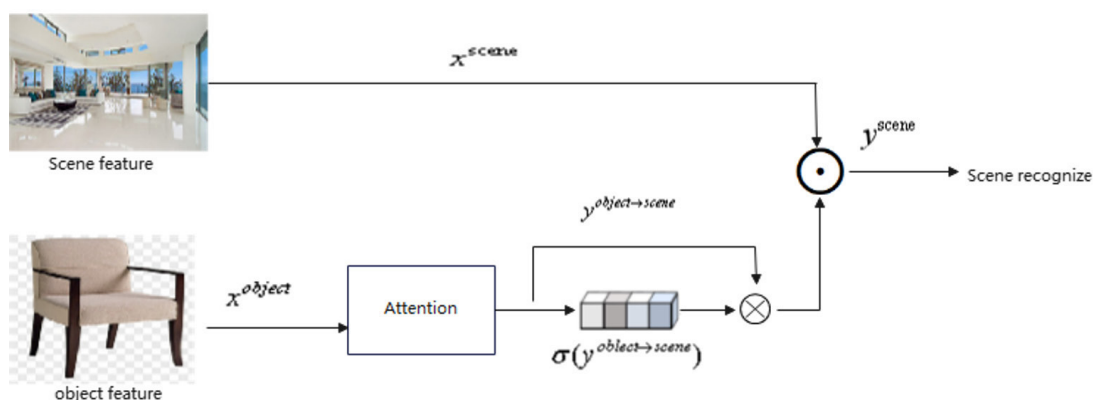 x^scene
Scene feature
y^scene
Scene recognize
y^object→scene
x^object
Attention
σ(y^oblect→scene)
object feature